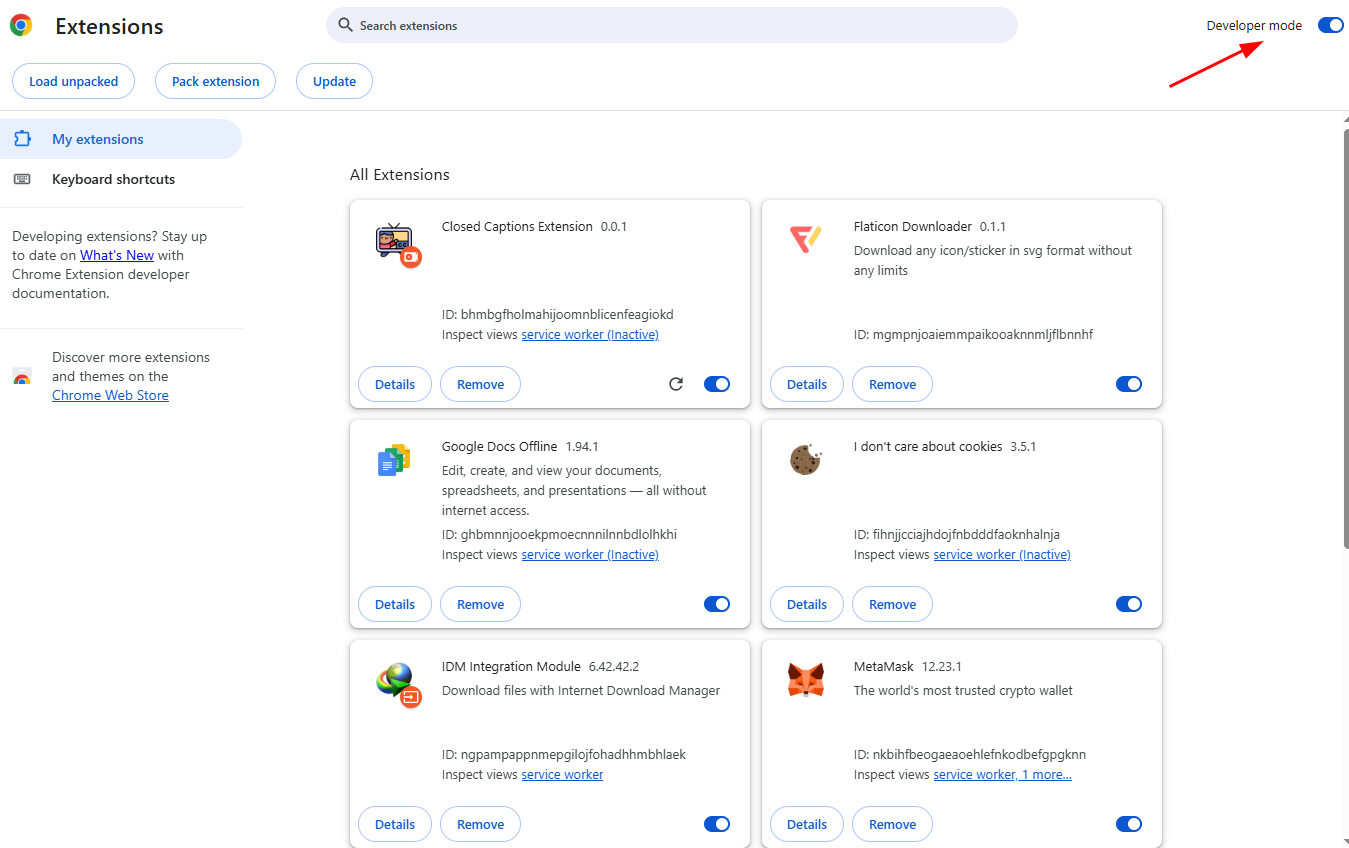 Extensions
Search extensions
Developer mode
Load unpacked
Pack extension
Update
My extensions
Keyboard shortcuts
Developing extensions? Stay up
to date on What's New with
Chrome Extension developer
documentation.
Discover more extensions
and themes on the
Chrome Web Store
All Extensions
Closed Captions Extension 0.0.1
ID: bhmbgfholmahijoomnblicenfeagiokd
Inspect views service worker (Inactive)
Details
Remove
Flaticon Downloader 0.1.1
Download any icon/sticker in svg format without
any limits
ID: mgmpnjoaiemmpaikooaknnmljflbnnhf
Details
Remove
Google Docs Offline 1.94.1
Edit, create, and view your documents,
spreadsheets, and presentations — all without
internet access.
ID: ghbmnnjooekpmoecnnnilnnbdlolhkhi
Inspect views service worker (Inactive)
Details
Remove
I don't care about cookies 3.5.1
ID: fihnjjcciajhdojfnbdddfaoknhalnja
Inspect views service worker (Inactive)
Details
Remove
IDM Integration Module 6.42.42.2
Download files with Internet Download Manager
ID: ngpampappnmepgilojfohadhhmbhlaek
Inspect views service worker
Details
Remove
MetaMask 12.23.1
The world's most trusted crypto wallet
ID: nkbihfbeogaeaoehlefnkodbefgpgknn
Inspect views service worker, 1 more...
Details
Remove